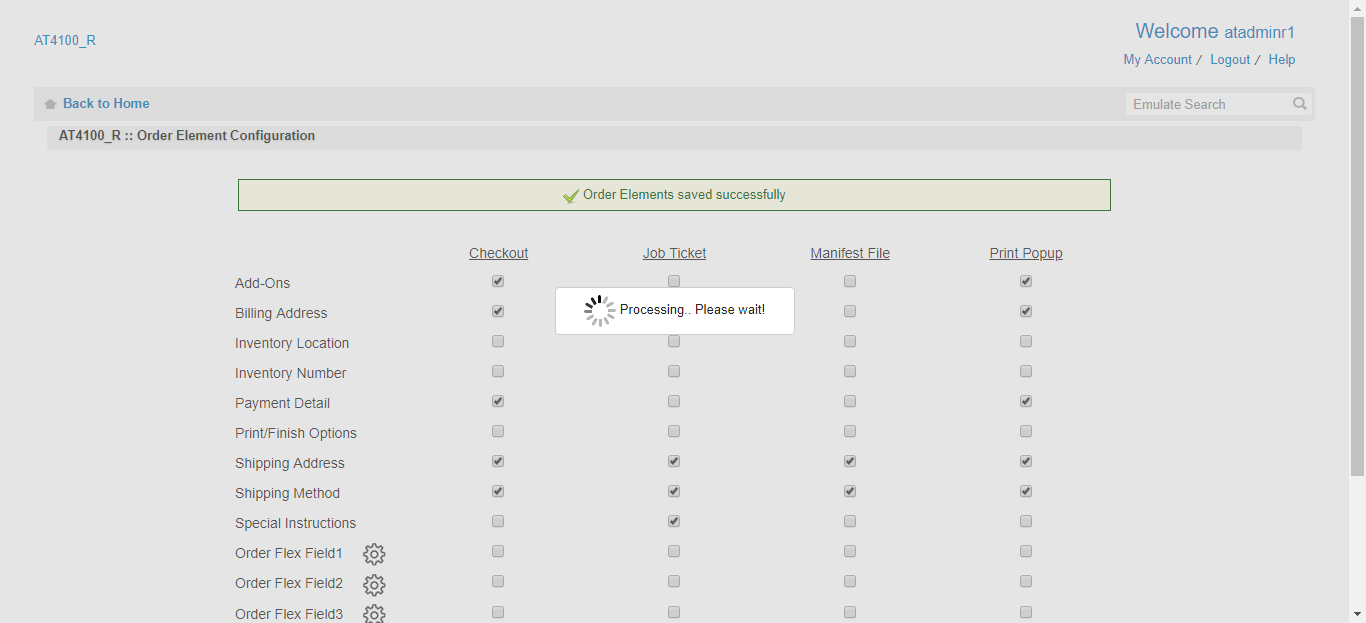 AT4100_R
Welcome atadminr1
My Account / Logout / Help
Back to Home
Emulate Search
AT4100_R :: Order Element Configuration
Order Elements saved successfully
Checkout Job Ticket Manifest File Print Popup
Add-Ons
Processing.. Please wait!
Billing Address
Inventory Location
Inventory Number
Payment Detail
Print/Finish Options
Shipping Address
Shipping Method
Special Instructions
Order Flex Field1
Order Flex Field2
Order Flex Field3